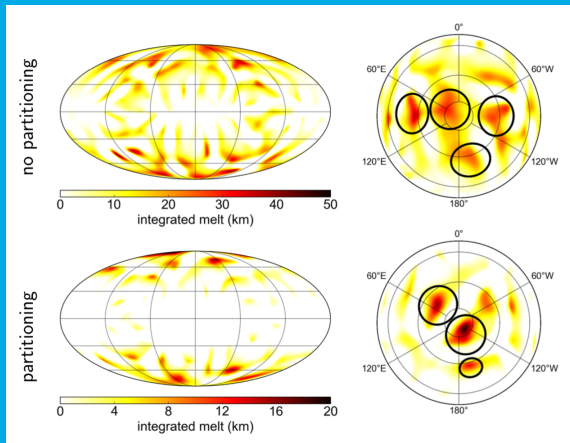 no partitioning
0 10 20 30 40 50
integrated melt (km)
0°
60°E 60°W
120°E 120°W
180°
partitioning
0 4 8 12 16 20
integrated melt (km)
0°
60°E 60°W
120°E 120°W
180°